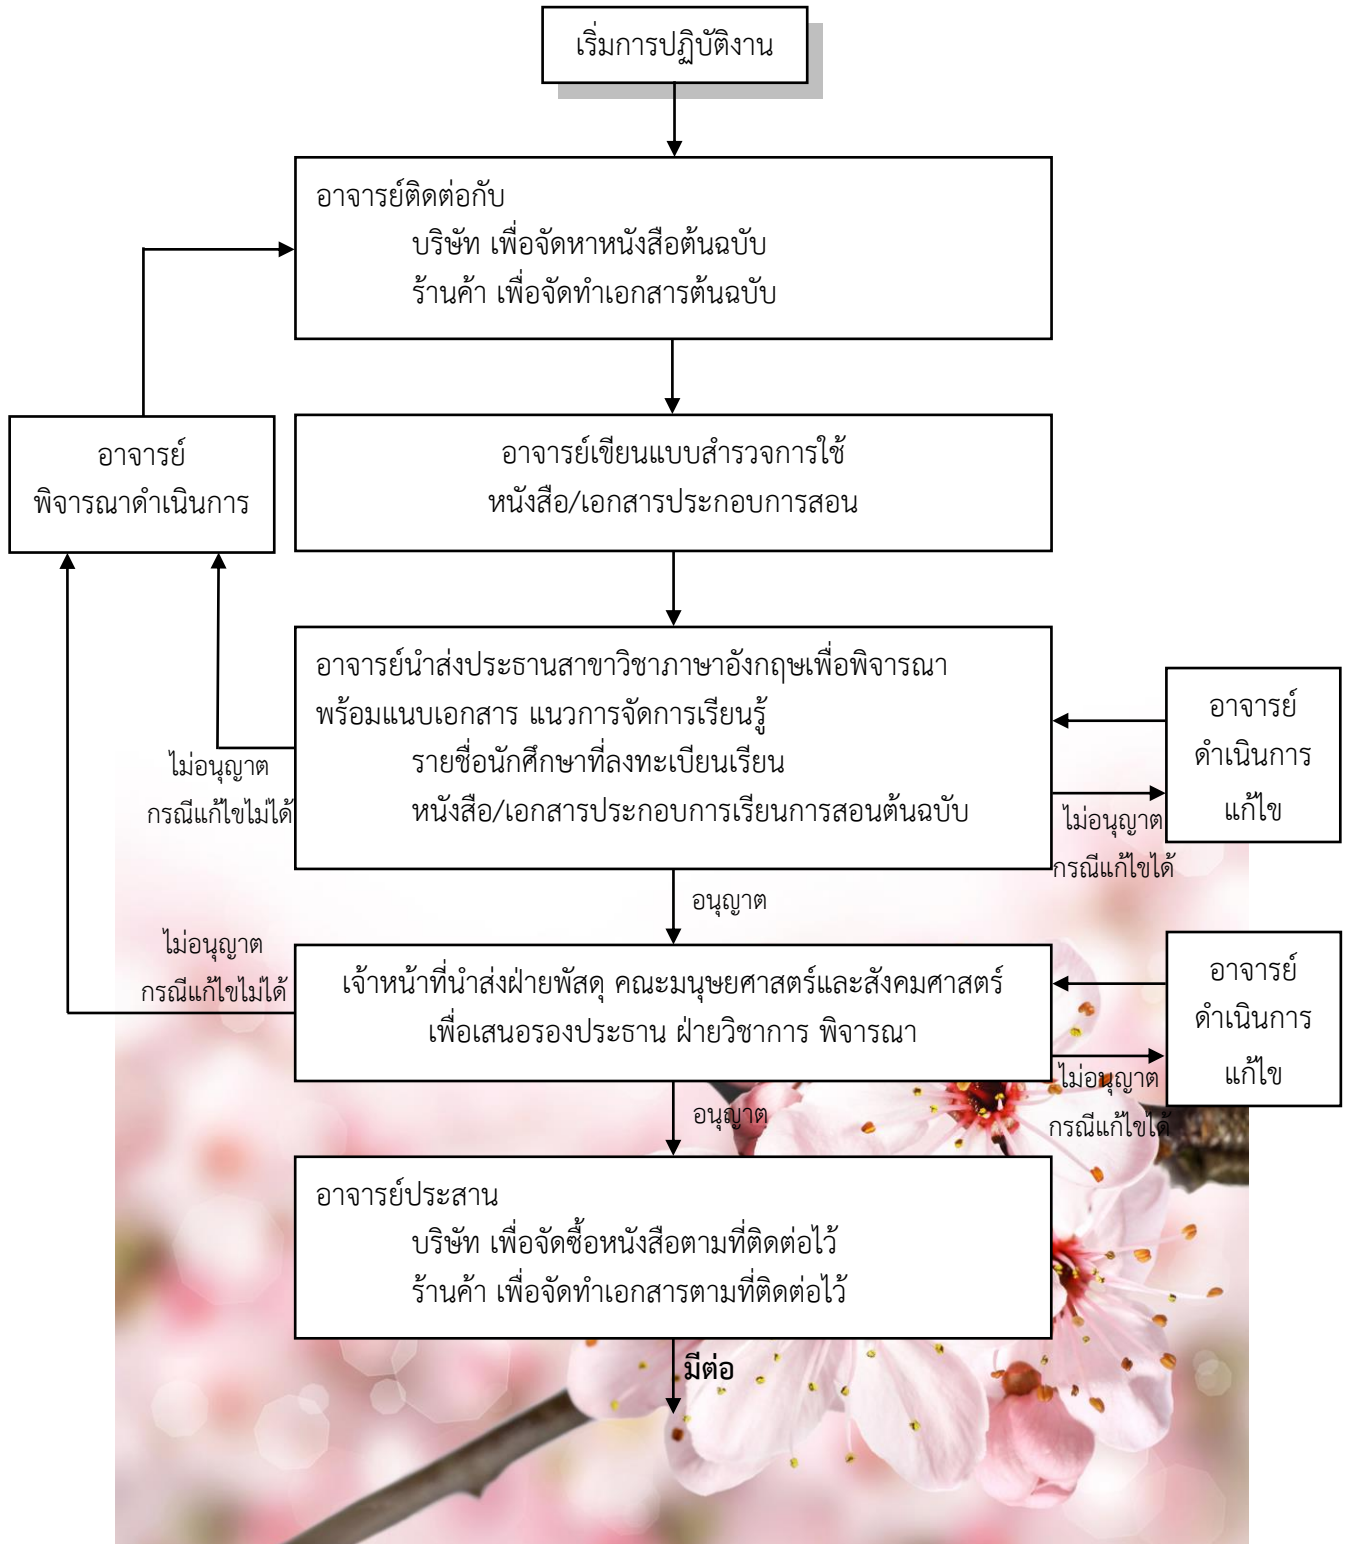 เริ่มการปฏิบัติงาน
อาจารย์ติดต่อกับ
บริษัท เพื่อจัดหาหนังสือต้นฉบับ
ร้านค้า เพื่อจัดทำเอกสารต้นฉบับ
อาจารย์
พิจารณาดำเนินการ
อาจารย์เขียนแบบสำรวจการใช้
หนังสือ/เอกสารประกอบการสอน
อาจารย์นำส่งประธานสาขาวิชาภาษาอังกฤษเพื่อพิจารณา
พร้อมแนบเอกสาร แนวการจัดการเรียนรู้
รายชื่อนักศึกษาที่ลงทะเบียนเรียน
หนังสือ/เอกสารประกอบการเรียนการสอนต้นฉบับ
อาจารย์
ดำเนินการ
แก้ไข
ไม่อนุญาต
กรณีแก้ไขไม่ได้
ไม่อนุญาต
กรณีแก้ไขได้
อนุญาต
ไม่อนุญาต
กรณีแก้ไขไม่ได้
เจ้าหน้าที่นำส่งฝ่ายพัสดุ คณะมนุษยศาสตร์และสังคมศาสตร์
เพื่อเสนอรองประธาน ฝ่ายวิชาการ พิจารณา
อาจารย์
ดำเนินการ
แก้ไข
ไม่อนุญาต
กรณีแก้ไขได้
อนุญาต
อาจารย์ประสาน
บริษัท เพื่อจัดซื้อหนังสือตามที่ติดต่อไว้
ร้านค้า เพื่อจัดทำเอกสารตามที่ติดต่อไว้
มีต่อ